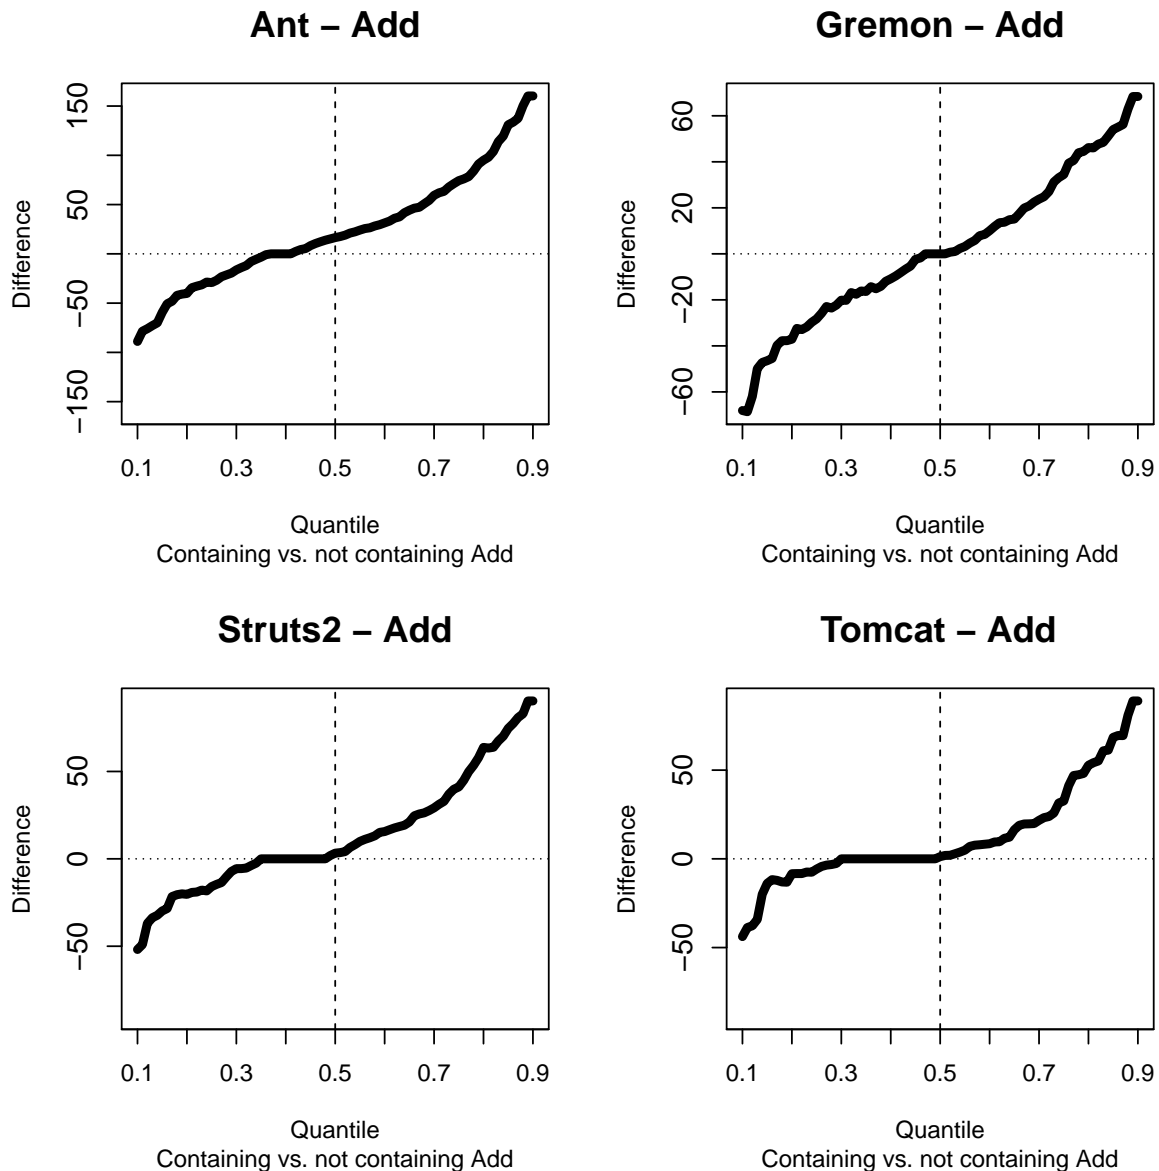 Ant – Add
150
50
−50
−150
Difference
0.1 0.3 0.5 0.7 0.9
Quantile
Containing vs. not containing Add
Gremon – Add
60
20
−20
−60
Difference
0.1 0.3 0.5 0.7 0.9
Quantile
Containing vs. not containing Add
Struts2 – Add
50
0
−50
Difference
0.1 0.3 0.5 0.7 0.9
Quantile
Containing vs. not containing Add
Tomcat – Add
50
0
−50
Difference
0.1 0.3 0.5 0.7 0.9
Quantile
Containing vs. not containing Add